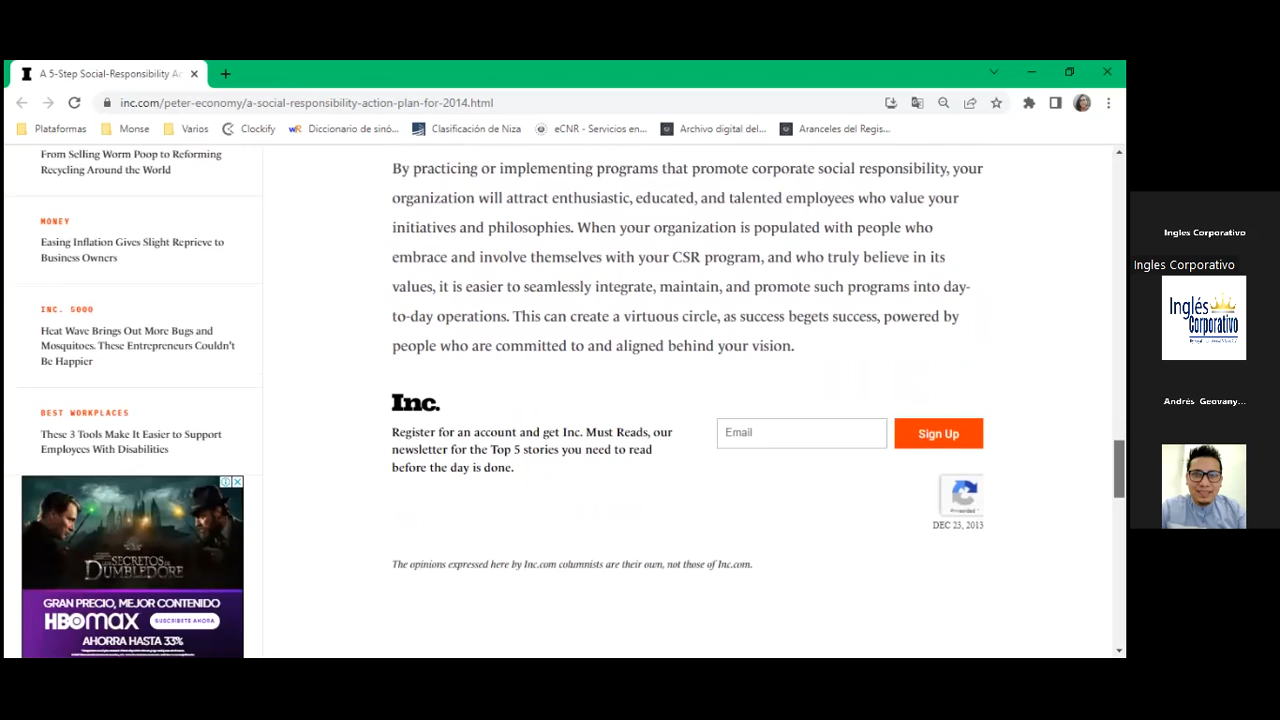 A 5-Step Social-Responsibility Ac
inc.com/peter-economy/a-social-responsibility-action-plan-for-2014.html
Plataformas
Monse
Varios
Clockify
Diccionario de sinó...
Clasificación de Niza
eCNR - Servicios en...
Archivo digital del...
Aranceles del Regis...
From Selling Worm Poop to Reforming
Recycling Around the World
MONEY
Easing Inflation Gives Slight Reprieve to
Business Owners
INC. 5000
Heat Wave Brings Out More Bugs and
Mosquitoes. These Entrepreneurs Couldn't
Be Happier
BEST WORKPLACES
These 3 Tools Make It Easier to Support
Employees With Disabilities
SECRETOS DE
DUMBLEDORE
GRAN PRECIO, MEJOR CONTENIDO
HBOMAX
SUSCRÍBETE AHORA
AHORRA HASTA 33%
By practicing or implementing programs that promote corporate social responsibility, your
organization will attract enthusiastic, educated, and talented employees who value your
initiatives and philosophies. When your organization is populated with people who
embrace and involve themselves with your CSR program, and who truly believe in its
values, it is easier to seamlessly integrate, maintain, and promote such programs into day-
to-day operations. This can create a virtuous circle, as success begets success, powered by
people who are committed to and aligned behind your vision.
Inc.
Register for an account and get Inc. Must Reads, our
newsletter for the Top 5 stories you need to read
before the day is done.
Email
Sign Up
DEC 23, 2013
The opinions expressed here by Inc.com columnists are their own, not those of Inc.com.
Ingles Corporativo
Ingles Corporativo
Inglés
Corporativo
Andrés Geovany...